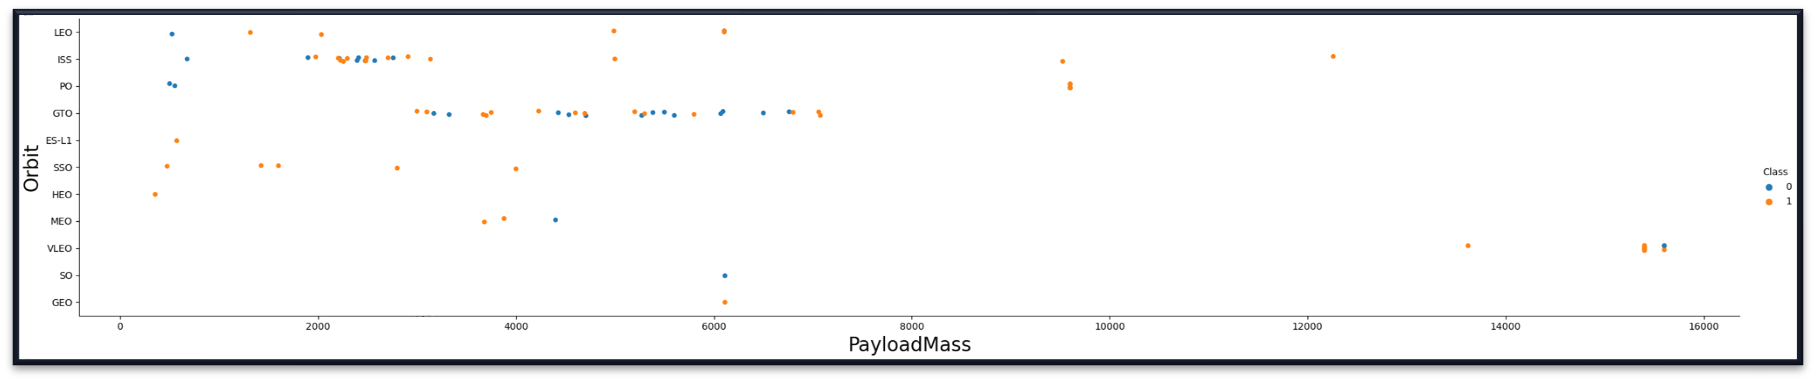 LEO
ISS
PO
GTO
ES-L1
SSO
HEO
MEO
VLEO
SO
GEO
Orbit
0 2000 4000 6000 8000 10000 12000 14000 16000
PayloadMass
Class
0
1